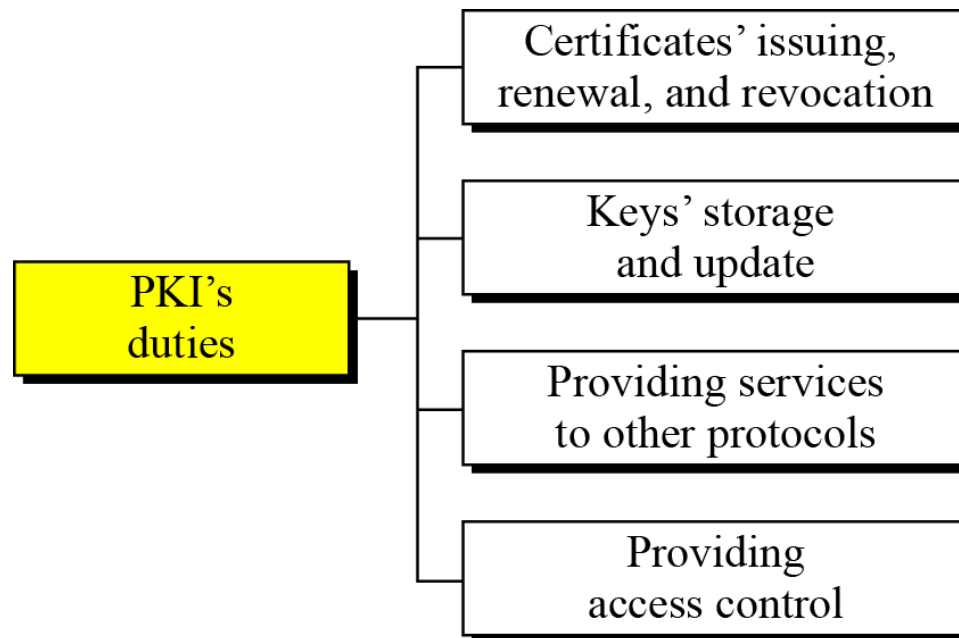 Certificates’ issuing,
renewal, and revocation
Keys’ storage
and update
PKI’s
duties
Providing services
to other protocols
Providing
access control